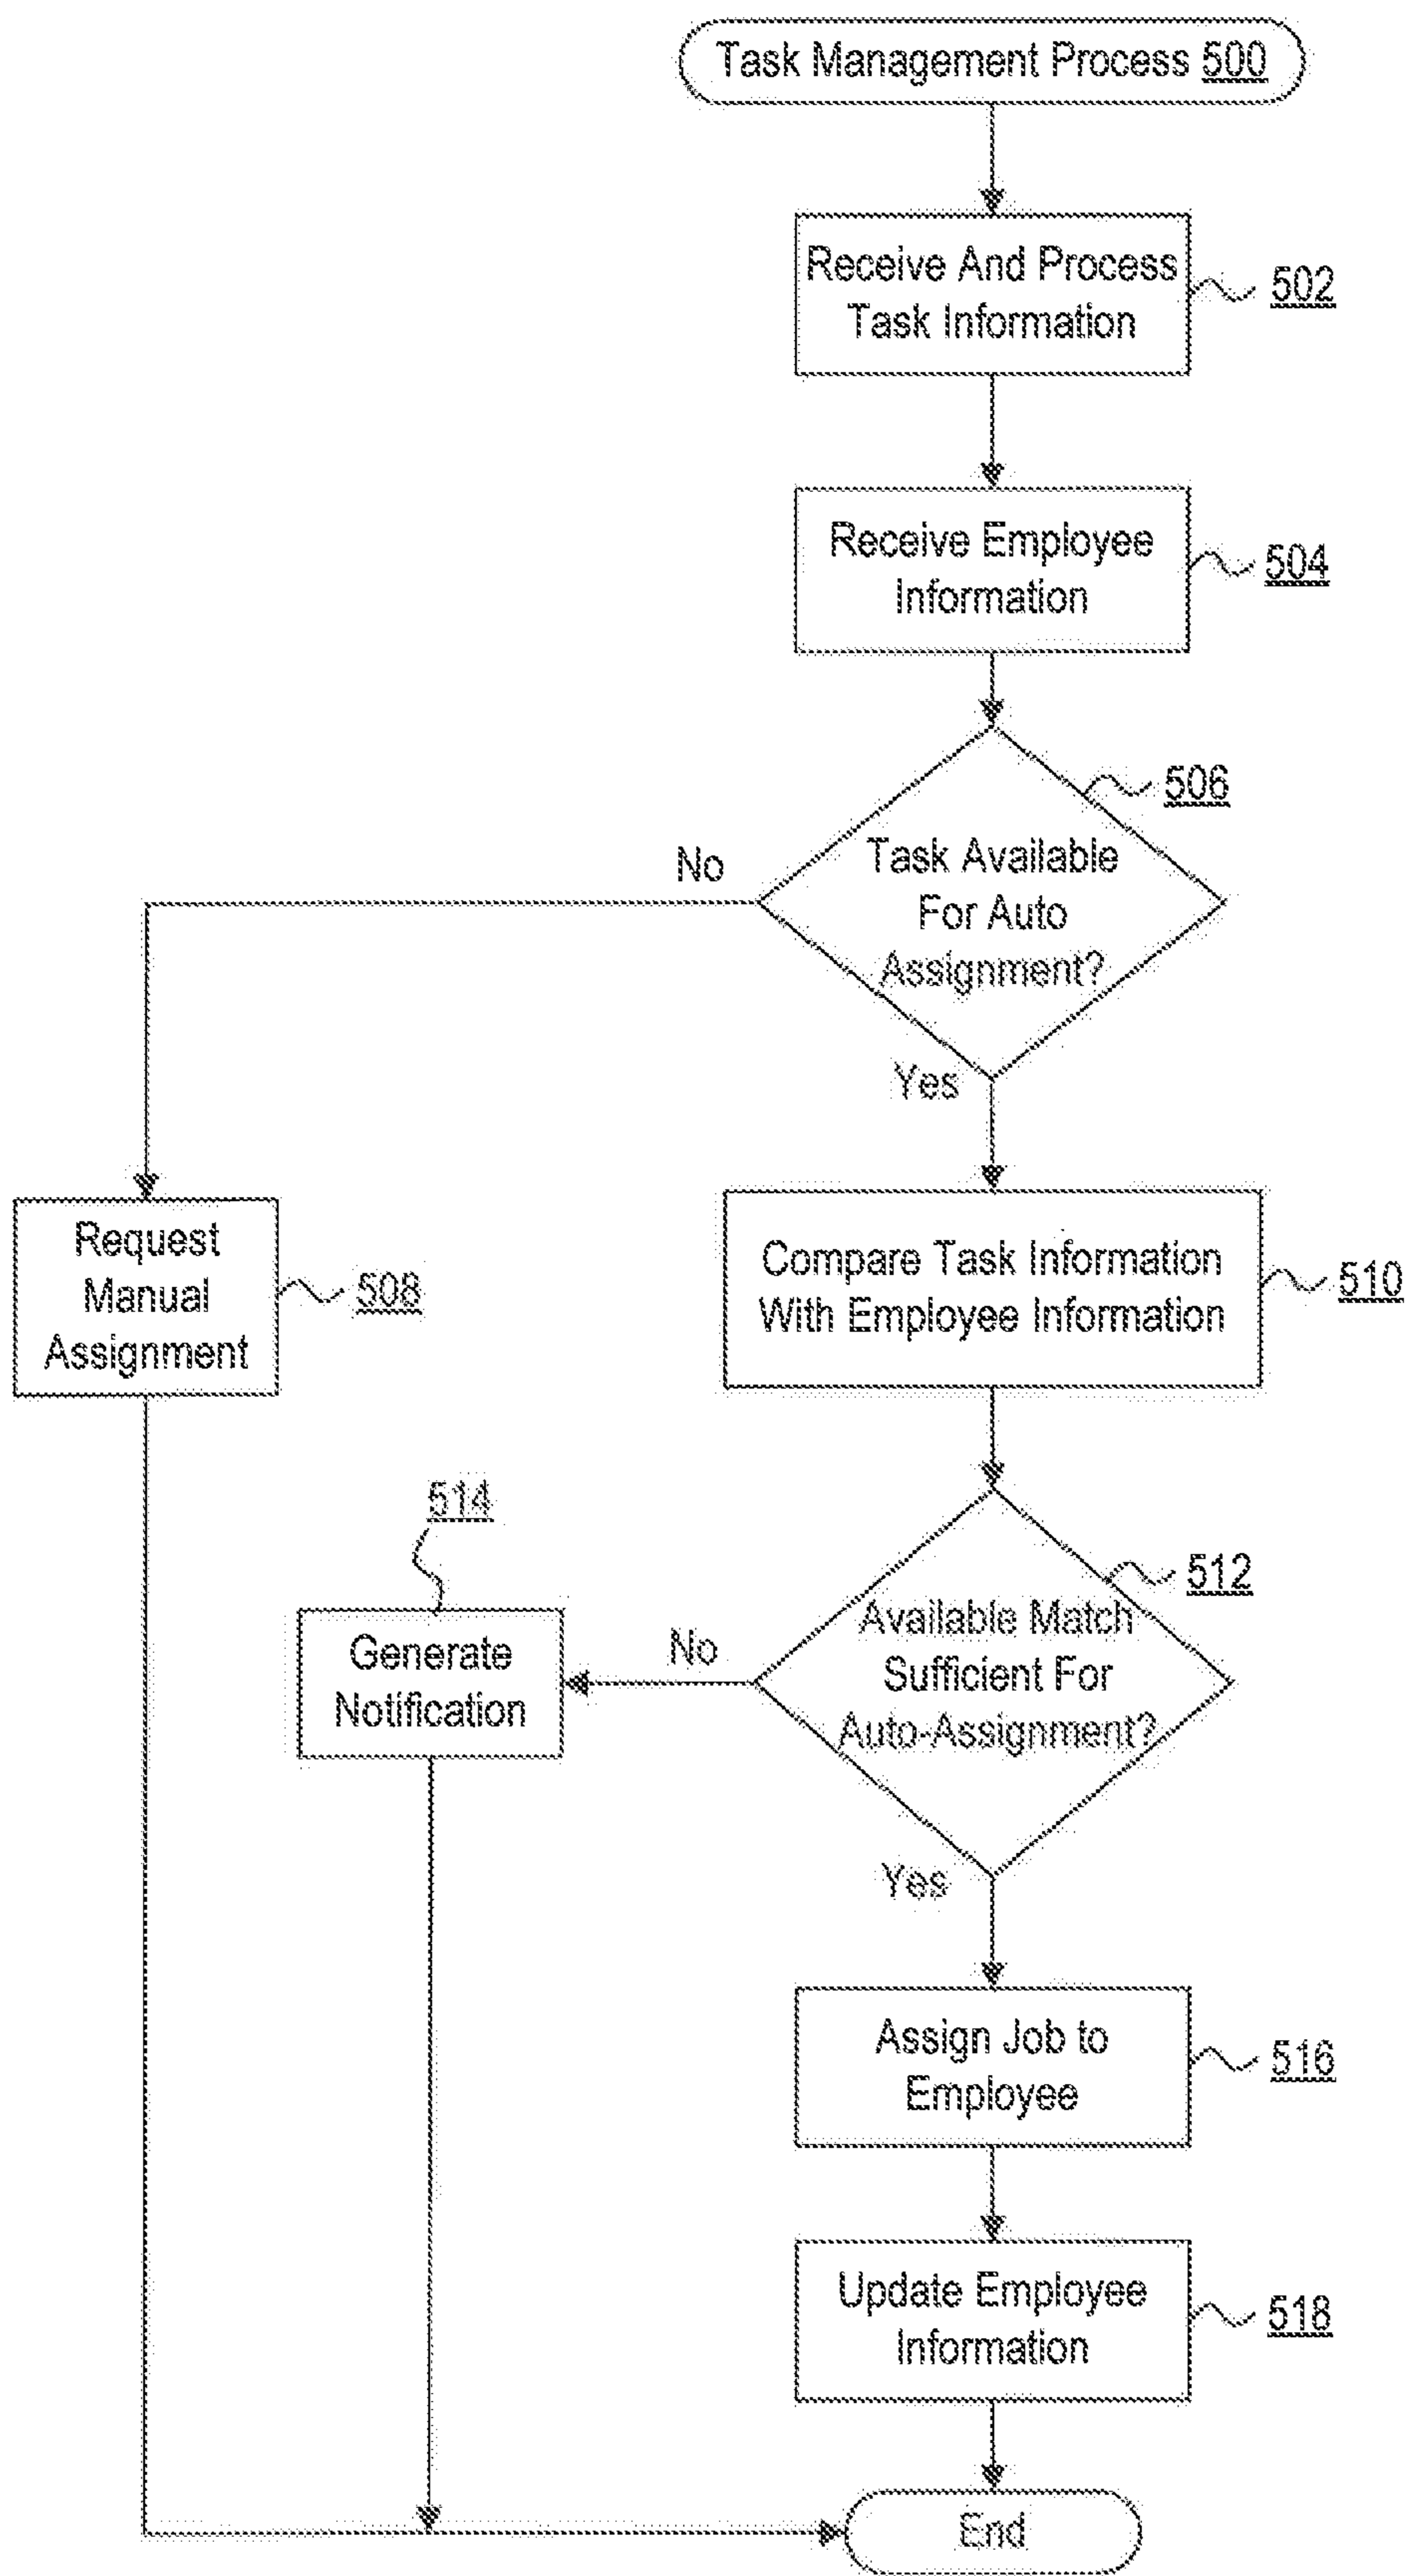 Task Management Process 500
Receive And Process
Task Information
502
Receive Employee
Information
504
506
Task Available
For Auto
Assignment?
No
Yes
Request
Manual
Assignment
508
Compare Task Information
With Employee Information
510
514
Generate
Notification
No
512
Available Match
Sufficient For
Auto-Assignment?
Yes
Assign Job to
Employee
516
Update Employee
Information
518
End